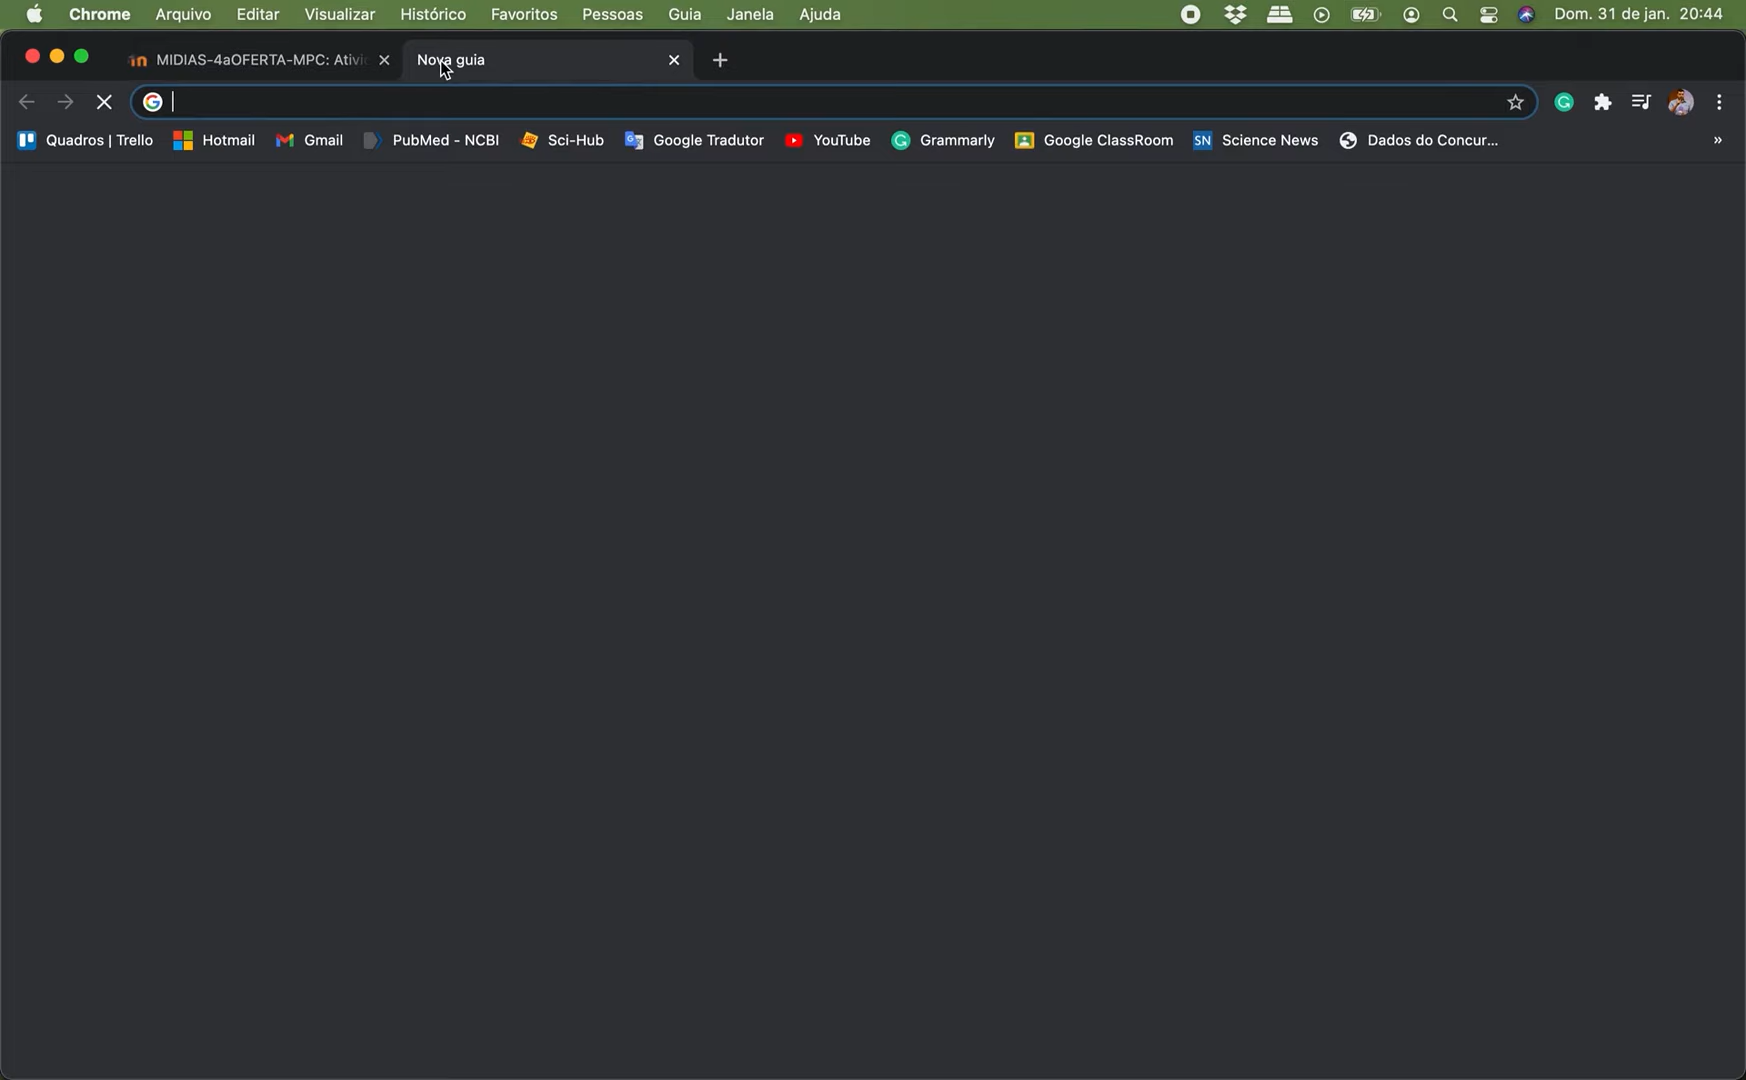 Chrome Arquivo Editar Visualizar Histórico Favoritos Pessoas Guia Janela Ajuda Dom. 31 de jan. 20:44
MIDIAS-4aOFERTA-MPC: Ativi Nova guia
Quadros | Trello Hotmail Gmail PubMed - NCBI Sci-Hub Google Tradutor YouTube Grammarly Google ClassRoom SN Science News Dados do Concur... »